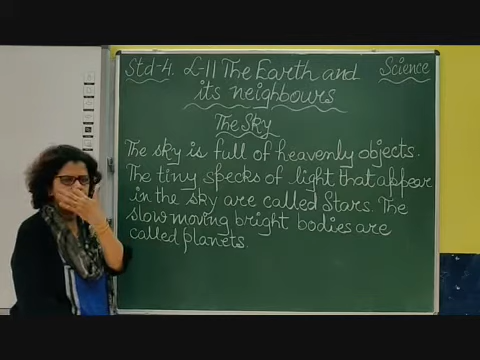 Std-4. L-11 The Earth and Science
its neighbours
The Sky
The sky is full of heavenly objects.
The tiny specks of light that appear
in the sky are called Stars. The
slow moving bright bodies are
called planets.